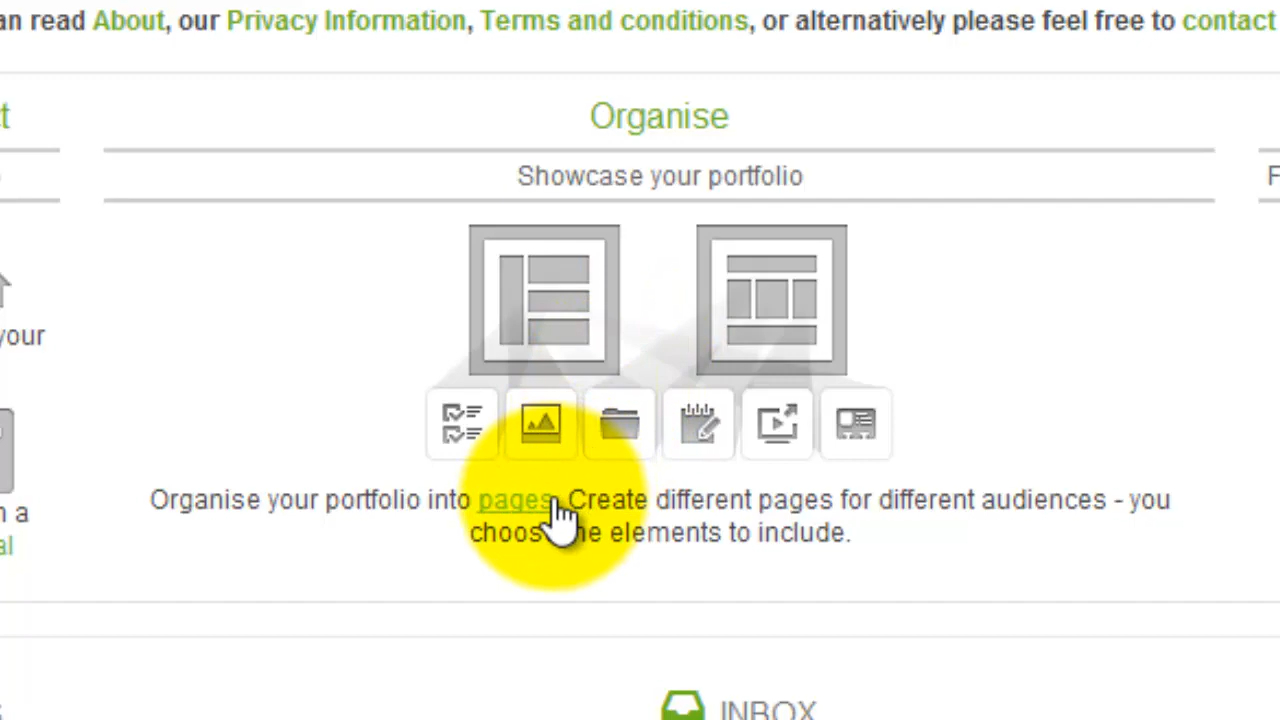 an read About, our Privacy Information, Terms and conditions, or alternatively please feel free to contact
Organise
Showcase your portfolio
your
Organise your portfolio into pages. Create different pages for different audiences - you
choose the elements to include.
n a
al
INBOX